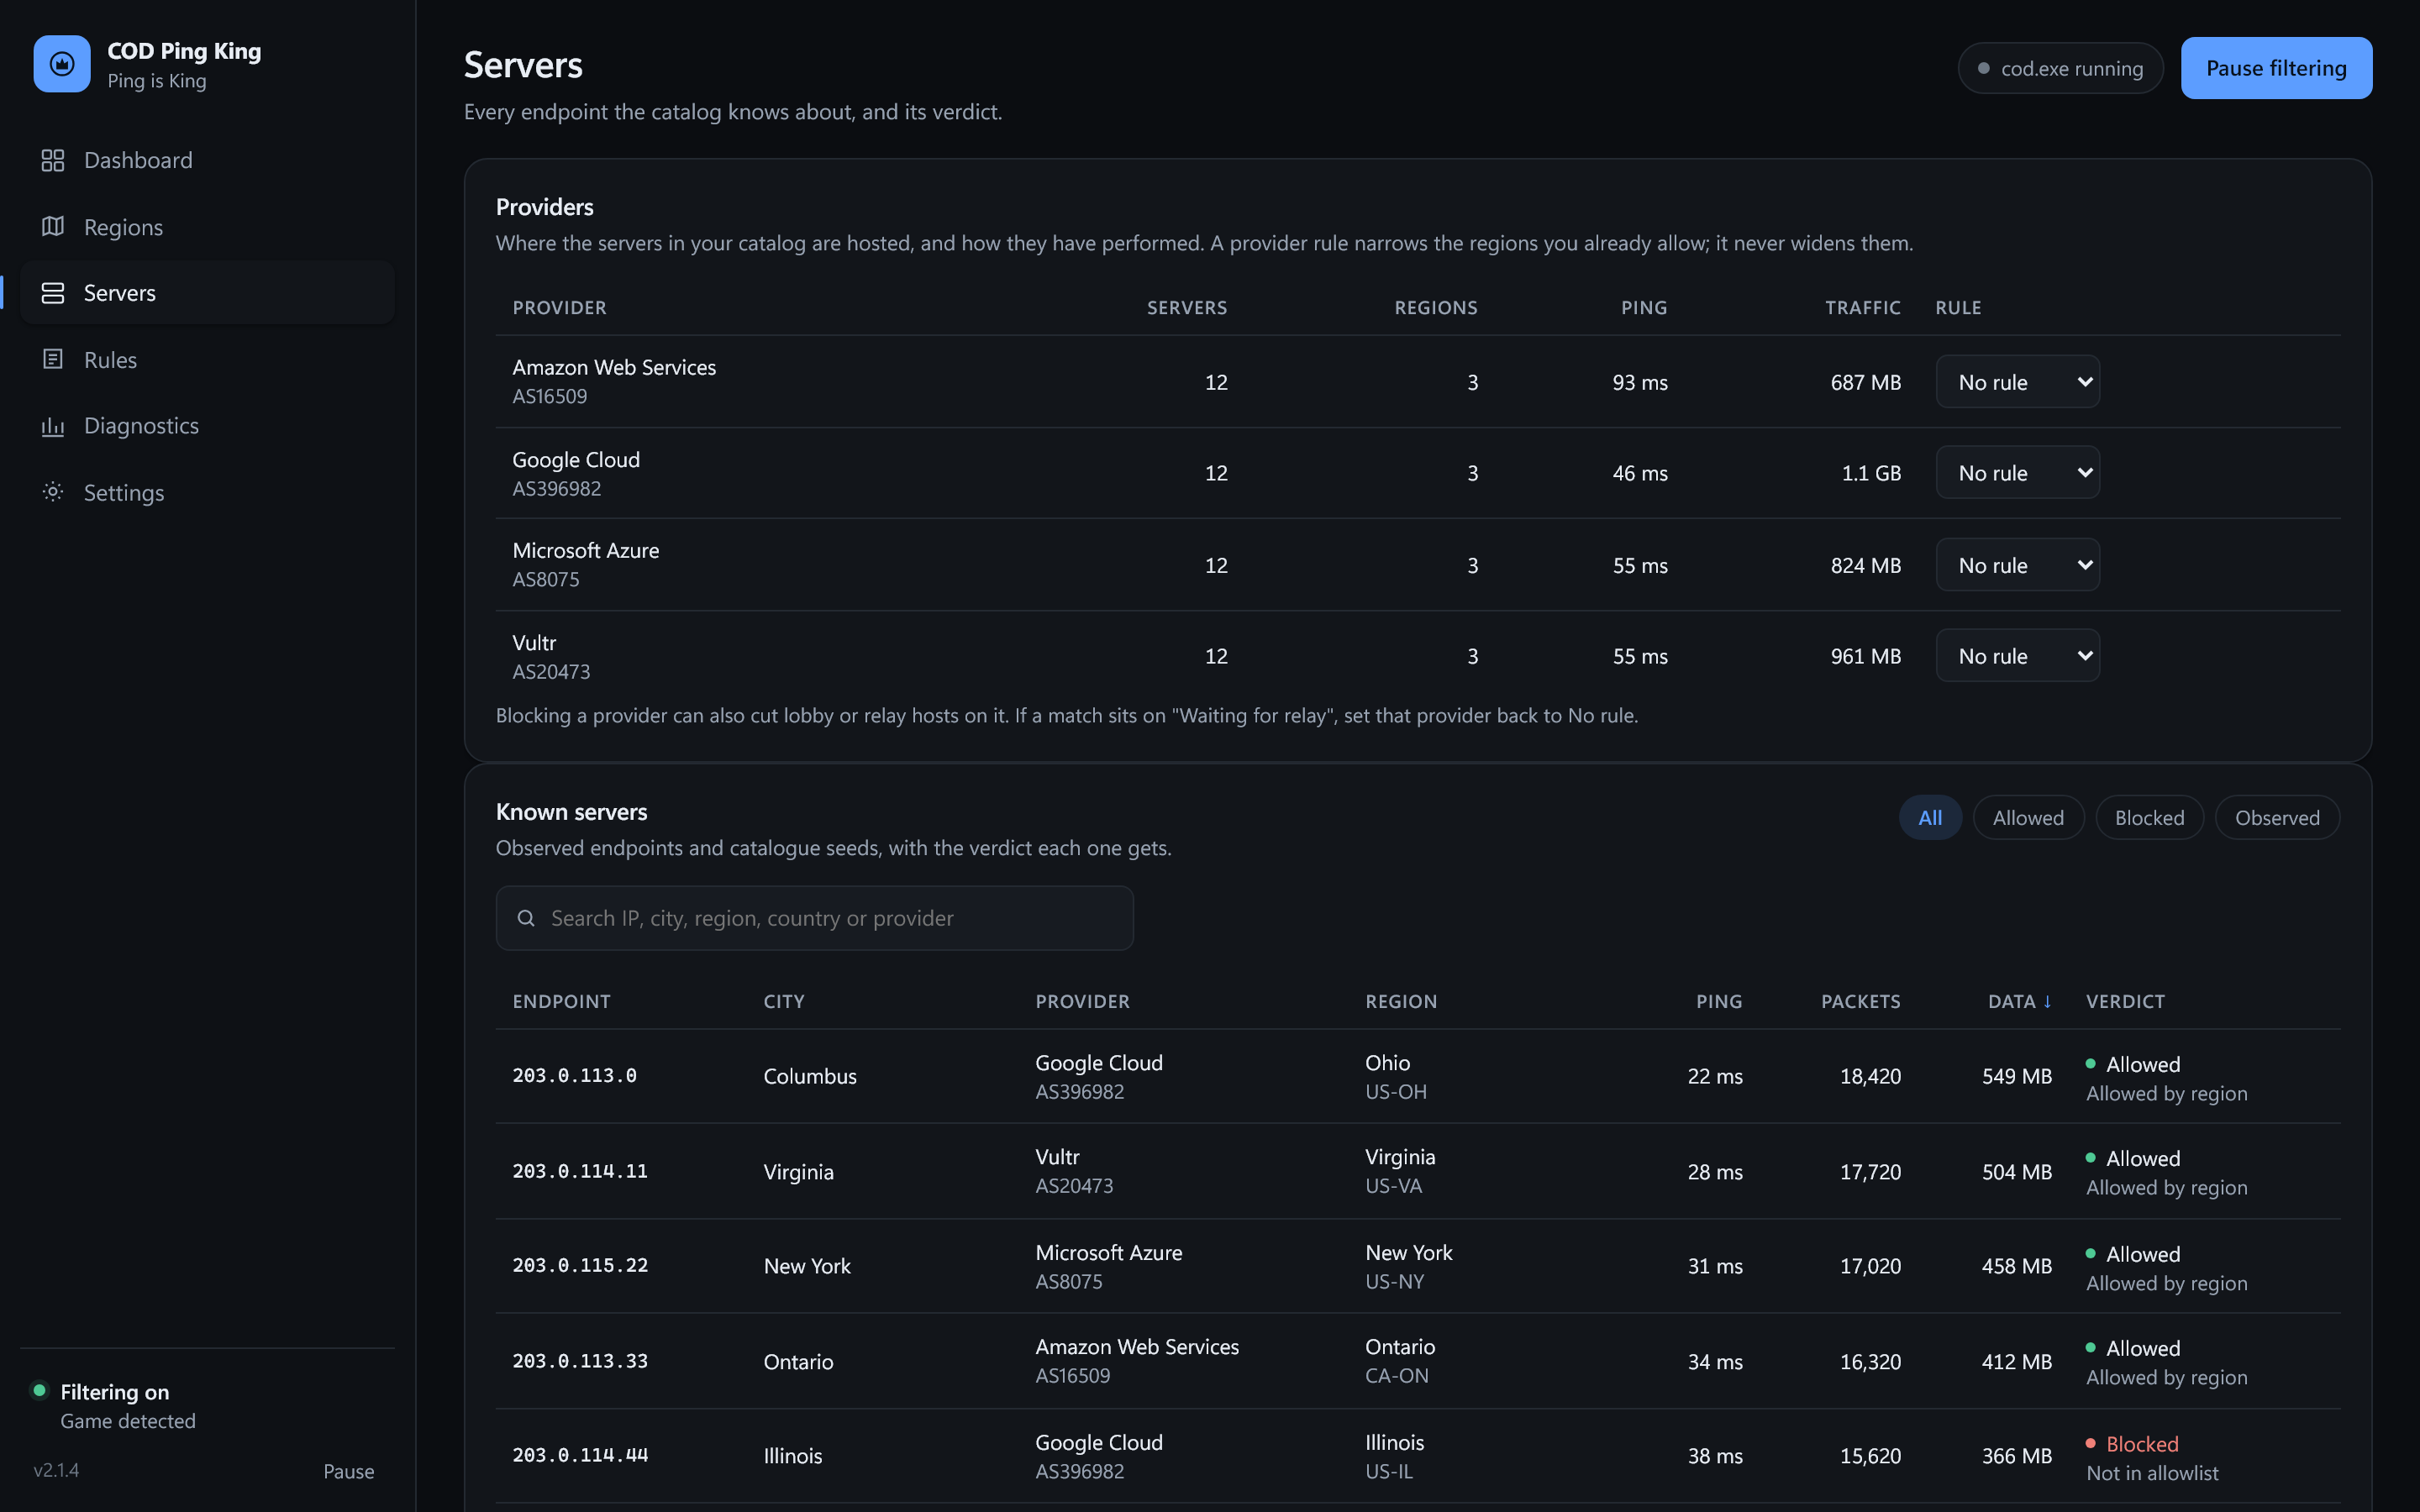 COD Ping King
Ping is King
Dashboard
Regions
Servers
Rules
Diagnostics
Settings
Filtering on
Game detected
v2.1.4 Pause
Servers
Every endpoint the catalog knows about, and its verdict.
cod.exe running
Pause filtering
Providers
Where the servers in your catalog are hosted, and how they have performed. A provider rule narrows the regions you already allow; it never widens them.
PROVIDER SERVERS REGIONS PING TRAFFIC RULE
Amazon Web Services
AS16509
12 3 93 ms 687 MB No rule
Google Cloud
AS396982
12 3 46 ms 1.1 GB No rule
Microsoft Azure
AS8075
12 3 55 ms 824 MB No rule
Vultr
AS20473
12 3 55 ms 961 MB No rule
Blocking a provider can also cut lobby or relay hosts on it. If a match sits on "Waiting for relay", set that provider back to No rule.
Known servers
Observed endpoints and catalogue seeds, with the verdict each one gets.
All Allowed Blocked Observed
Search IP, city, region, country or provider
ENDPOINT CITY PROVIDER REGION PING PACKETS DATA ↓ VERDICT
203.0.113.0 Columbus Google Cloud Ohio 22 ms 18,420 549 MB Allowed
AS396982 US-OH Allowed by region
203.0.114.11 Virginia Vultr Virginia 28 ms 17,720 504 MB Allowed
AS20473 US-VA Allowed by region
203.0.115.22 New York Microsoft Azure New York 31 ms 17,020 458 MB Allowed
AS8075 US-NY Allowed by region
203.0.113.33 Ontario Amazon Web Services Ontario 34 ms 16,320 412 MB Allowed
AS16509 CA-ON Allowed by region
203.0.114.44 Illinois Google Cloud Illinois 38 ms 15,620 366 MB Blocked
AS396982 US-IL Not in allowlist